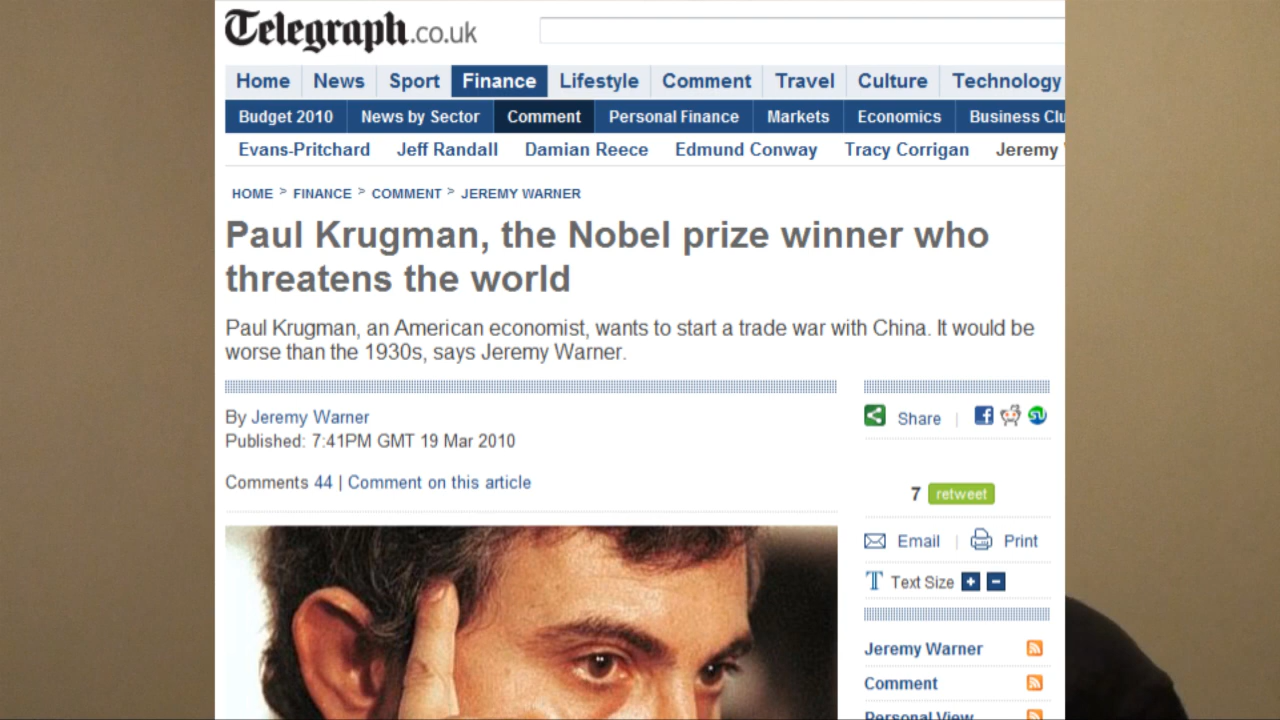 Telegraph.co.uk
Home News Sport Finance Lifestyle Comment Travel Culture Technology
Budget 2010 News by Sector Comment Personal Finance Markets Economics Business Clu
Evans-Pritchard Jeff Randall Damian Reece Edmund Conway Tracy Corrigan Jeremy
HOME > FINANCE > COMMENT > JEREMY WARNER
Paul Krugman, the Nobel prize winner who
threatens the world
Paul Krugman, an American economist, wants to start a trade war with China. It would be
worse than the 1930s, says Jeremy Warner.
By Jeremy Warner
Published: 7:41PM GMT 19 Mar 2010
Comments 44 | Comment on this article
Share |
7 retweet
Email | Print
T Text Size + -
Jeremy Warner
Comment
Personal View